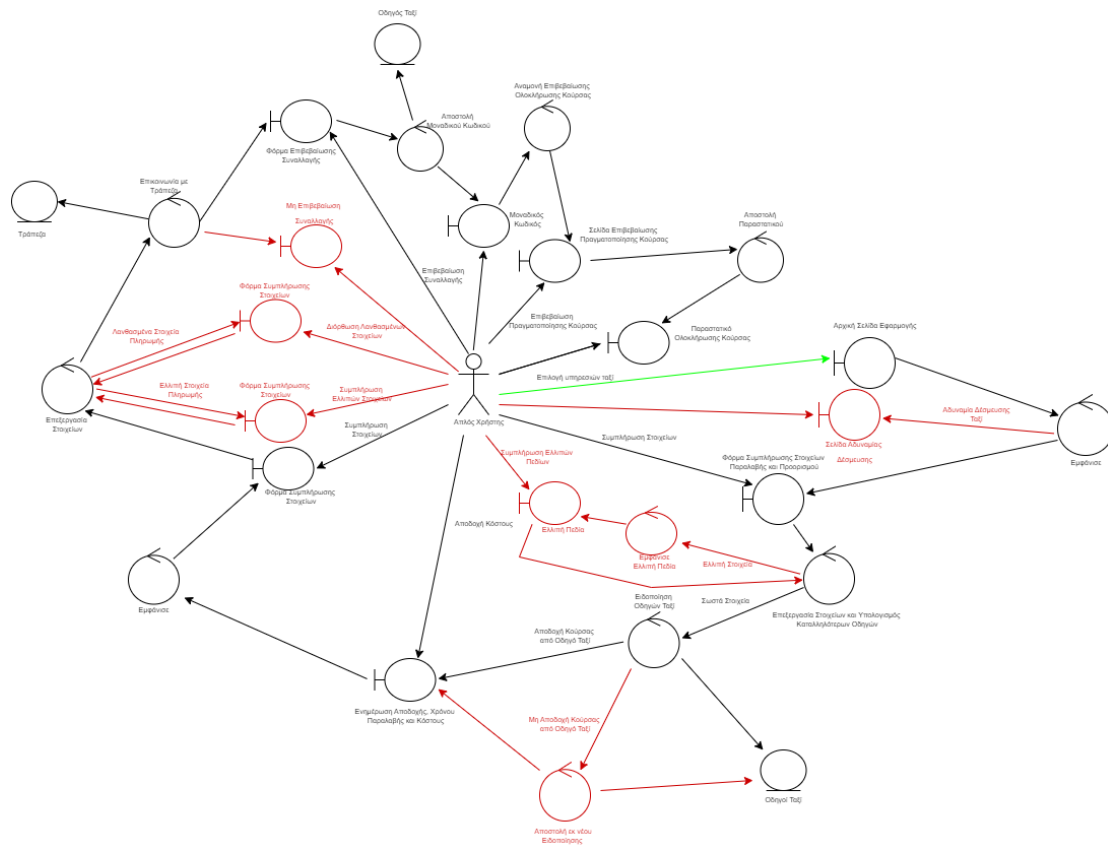 Οδηγός Ταξί
Αναμονή Επιβεβαίωσης
Ολοκλήρωσης Κούρσας
Αποστολή
Μοναδικού Κωδικού
Φόρμα Επιβεβαίωσης
Συναλλαγής
Επικοινωνία με
Τράπεζα
Τράπεζα
Μη Επιβεβαίωση
Συναλλαγής
Μοναδικός
Κωδικός
Σελίδα Επιβεβαίωσης
Πραγματοποίησης Κούρσας
Αποστολή
Παραστατικού
Επιβεβαίωση
Συναλλαγής
Φόρμα Συμπλήρωσης
Στοιχείων
Λανθασμένα Στοιχεία
Πληρωμής
Διόρθωση Λανθασμένων
Στοιχείων
Επιβεβαίωση
Πραγματοποίησης Κούρσας
Παραστατικό
Ολοκλήρωσης Κούρσας
Αρχική Σελίδα Εφαρμογής
Επιλογή υπηρεσιών ταξί
Ελλιπή Στοιχεία
Πληρωμής
Φόρμα Συμπλήρωσης
Στοιχείων
Συμπλήρωση
Ελλιπών Στοιχείων
Επεξεργασία
Στοιχείων
Απλός Χρήστης
Αδυναμία Δέσμευσης
Ταξί
Σελίδα Αδυναμίας
Δέσμευσης
Εμφάνισε
Συμπλήρωση
Στοιχείων
Συμπλήρωση Στοιχείων
Συμπλήρωση Ελλιπών
Πεδίων
Φόρμα Συμπλήρωσης Στοιχείων
Παραλαβής και Προορισμού
Φόρμα Συμπλήρωσης
Στοιχείων
Αποδοχή Κόστους
Ελλιπή Πεδία
Εμφάνισε
Ελλιπή Πεδία
Ελλιπή Στοιχεία
Εμφάνισε
Ειδοποίηση
Οδηγών Ταξί
Σωστά Στοιχεία
Επεξεργασία Στοιχείων και Υπολογισμός
Καταλληλότερων Οδηγών
Αποδοχή Κούρσας
από Οδηγό Ταξί
Ενημέρωση Αποδοχής, Χρόνου
Παραλαβής και Κόστους
Μη Αποδοχή Κούρσας
από Οδηγό Ταξί
Οδηγοί Ταξί
Αποστολή εκ νέου
Ειδοποίησης